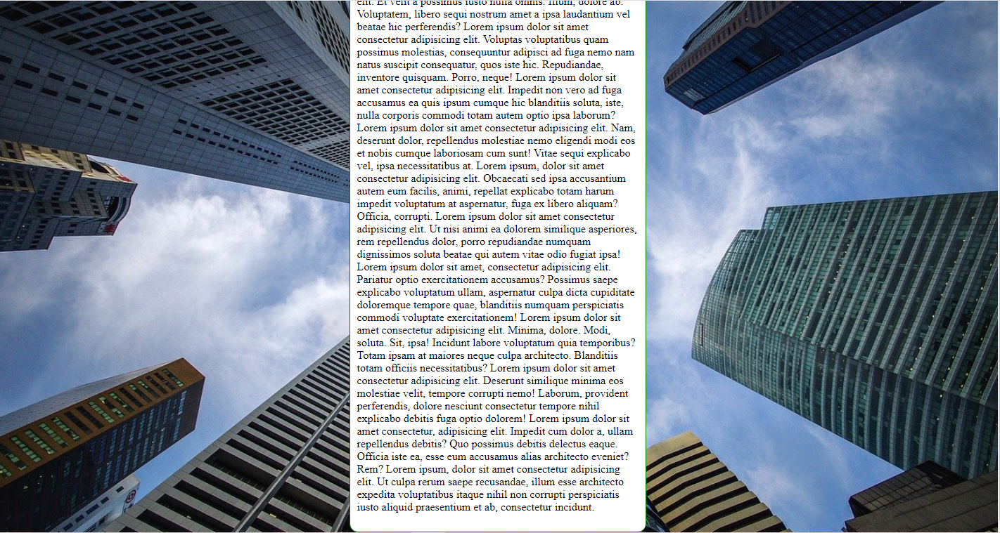 elit. Et velit a possimus iusto nulla omnis. Illum, dolore ab.
Voluptatem, libero sequi nostrum amet a ipsa laudantium vel
beatae hic perferendis? Lorem ipsum dolor sit amet
consectetur adipisicing elit. Voluptas voluptatibus quam
possimus molestias, consequuntur adipisci ad fuga nemo nam
natus suscipit consequatur, quos iste hic. Repudiandae,
inventore quisquam. Porro, neque! Lorem ipsum dolor sit
amet consectetur adipisicing elit. Impedit non vero ad fuga
accusamus ea quis ipsum cumque hic blanditiis soluta, iste,
nulla corporis commodi totam autem optio ipsa laborum?
Lorem ipsum dolor sit amet consectetur adipisicing elit. Nam,
deserunt dolor, repellendus molestiae nemo eligendi modi eos
et nobis cumque laboriosam cum sunt! Vitae sequi explicabo
vel, ipsa necessitatibus at. Lorem ipsum, dolor sit amet
consectetur adipisicing elit. Obcaecati sed ipsa accusantium
autem eum facilis, animi, repellat explicabo totam harum
impedit voluptatum at aspernatur, fuga ex libero aliquam?
Officia, corrupti. Lorem ipsum dolor sit amet consectetur
adipisicing elit. Ut nisi animi ea dolorem similique asperiores,
rem repellendus dolor, porro repudiandae numquam
dignissimos soluta beatae qui autem vitae odio fugiat ipsa!
Lorem ipsum dolor sit amet, consectetur adipisicing elit.
Pariatur optio exercitationem accusamus? Possimus saepe
explicabo voluptatum ullam, aspernatur culpa dicta cupiditate
doloremque tempore quae, blanditiis numquam perspiciatis
commodi voluptate exercitationem! Lorem ipsum dolor sit
amet consectetur adipisicing elit. Minima, dolore. Modi,
soluta. Sit, ipsa! Incidunt labore voluptatum quia temporibus?
Totam ipsam at maiores neque culpa architecto. Blanditiis
totam officiis necessitatibus? Lorem ipsum dolor sit amet
consectetur adipisicing elit. Deserunt similique minima eos
molestiae velit, tempore corrupti nemo! Laborum, provident
perferendis, dolore nesciunt consectetur tempore nihil
explicabo debitis fuga optio dolorem! Lorem ipsum dolor sit
amet consectetur, adipisicing elit. Impedit cum dolor a, ullam
repellendus debitis? Quo possimus debitis delectus eaque.
Officia iste ea, esse eum accusamus alias architecto eveniet?
Rem? Lorem ipsum, dolor sit amet consectetur adipisicing
elit. Ut culpa rerum saepe recusandae, illum esse architecto
expedita voluptatibus itaque nihil non corrupti perspiciatis
iusto aliquid praesentium et ab, consectetur incidunt.